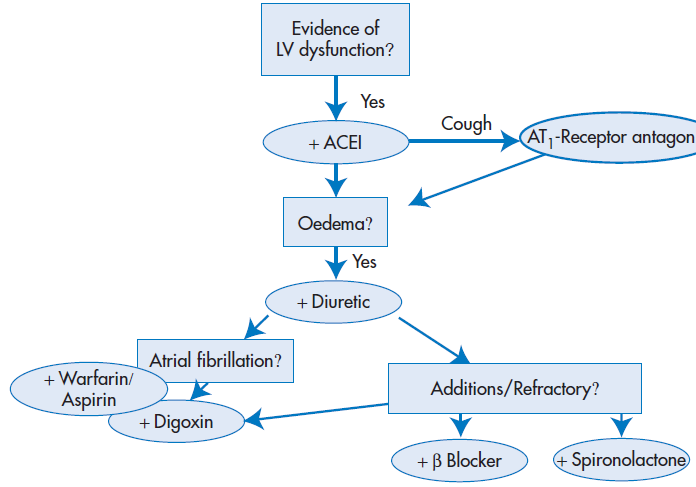 Evidence of
LV dysfunction?
Yes
+ ACEI
Cough
AT₁-Receptor antagon
Oedema?
Yes
+ Diuretic
Atrial fibrillation?
+ Warfarin/
Aspirin
+ Digoxin
Additions/Refractory?
+ β Blocker
+ Spironolactone